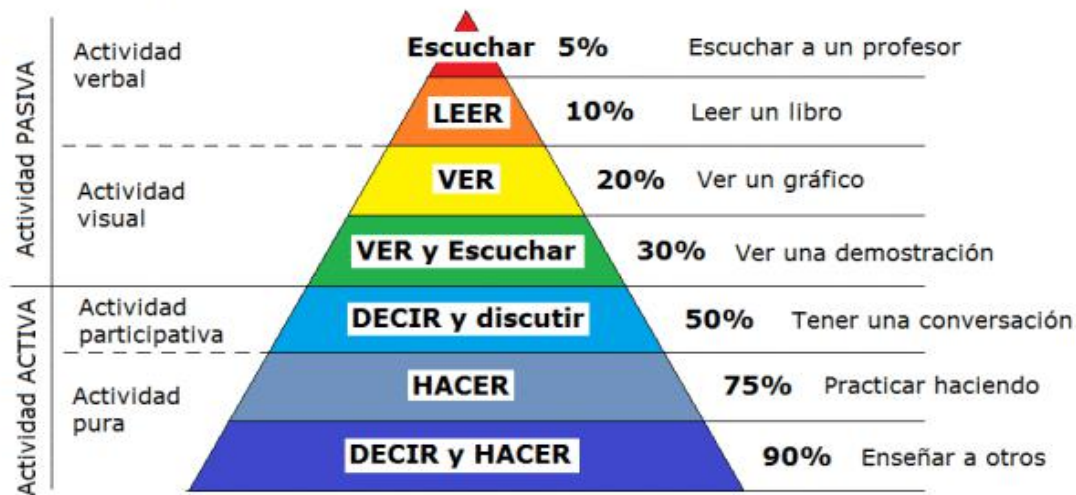 Actividad PASIVA
Actividad
verbal
Escuchar 5% Escuchar a un profesor
LEER 10% Leer un libro
Actividad
visual
VER 20% Ver un gráfico
VER y Escuchar 30% Ver una demostración
Actividad ACTIVA
Actividad
participativa
DECIR y discutir 50% Tener una conversación
Actividad
pura
HACER 75% Practicar haciendo
DECIR y HACER 90% Enseñar a otros